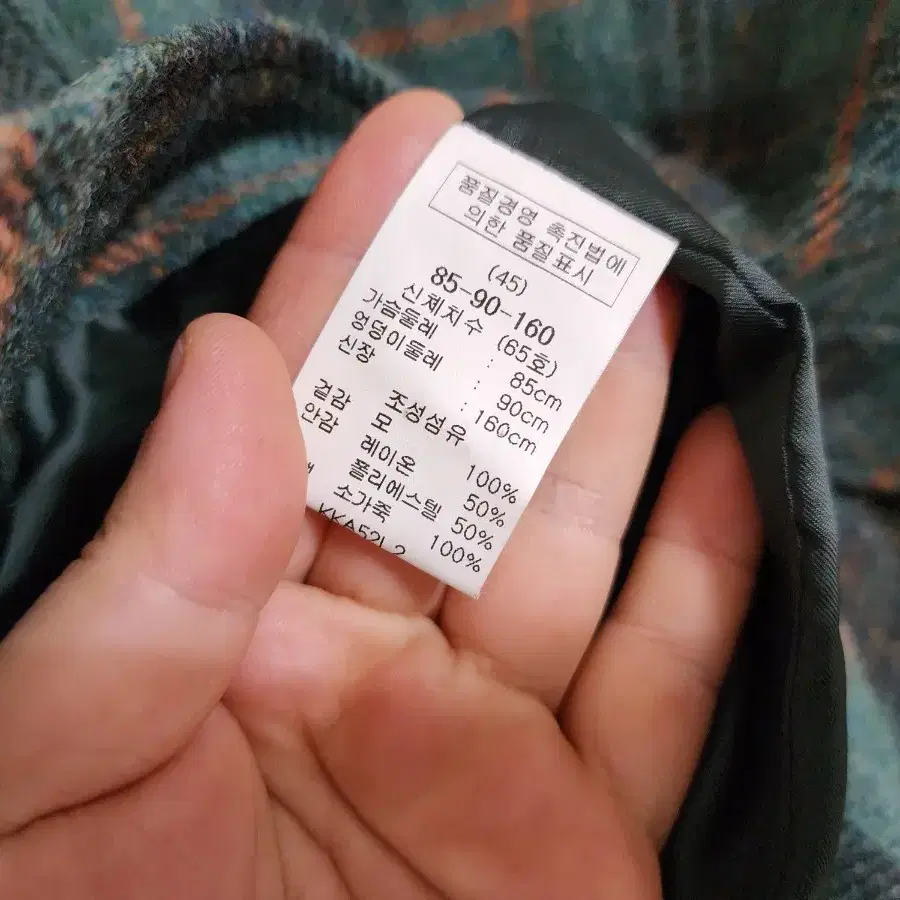 품질경영 촉진법에
의한 품질표시
(45)
85-90-160
신체치수 (65호)
가슴둘레 : 85cm
엉덩이둘레 : 90cm
신장 : 160cm
조성섬유
겉감 모 100%
안감 레이온 50%
폴리에스텔 50%
소가죽 100%